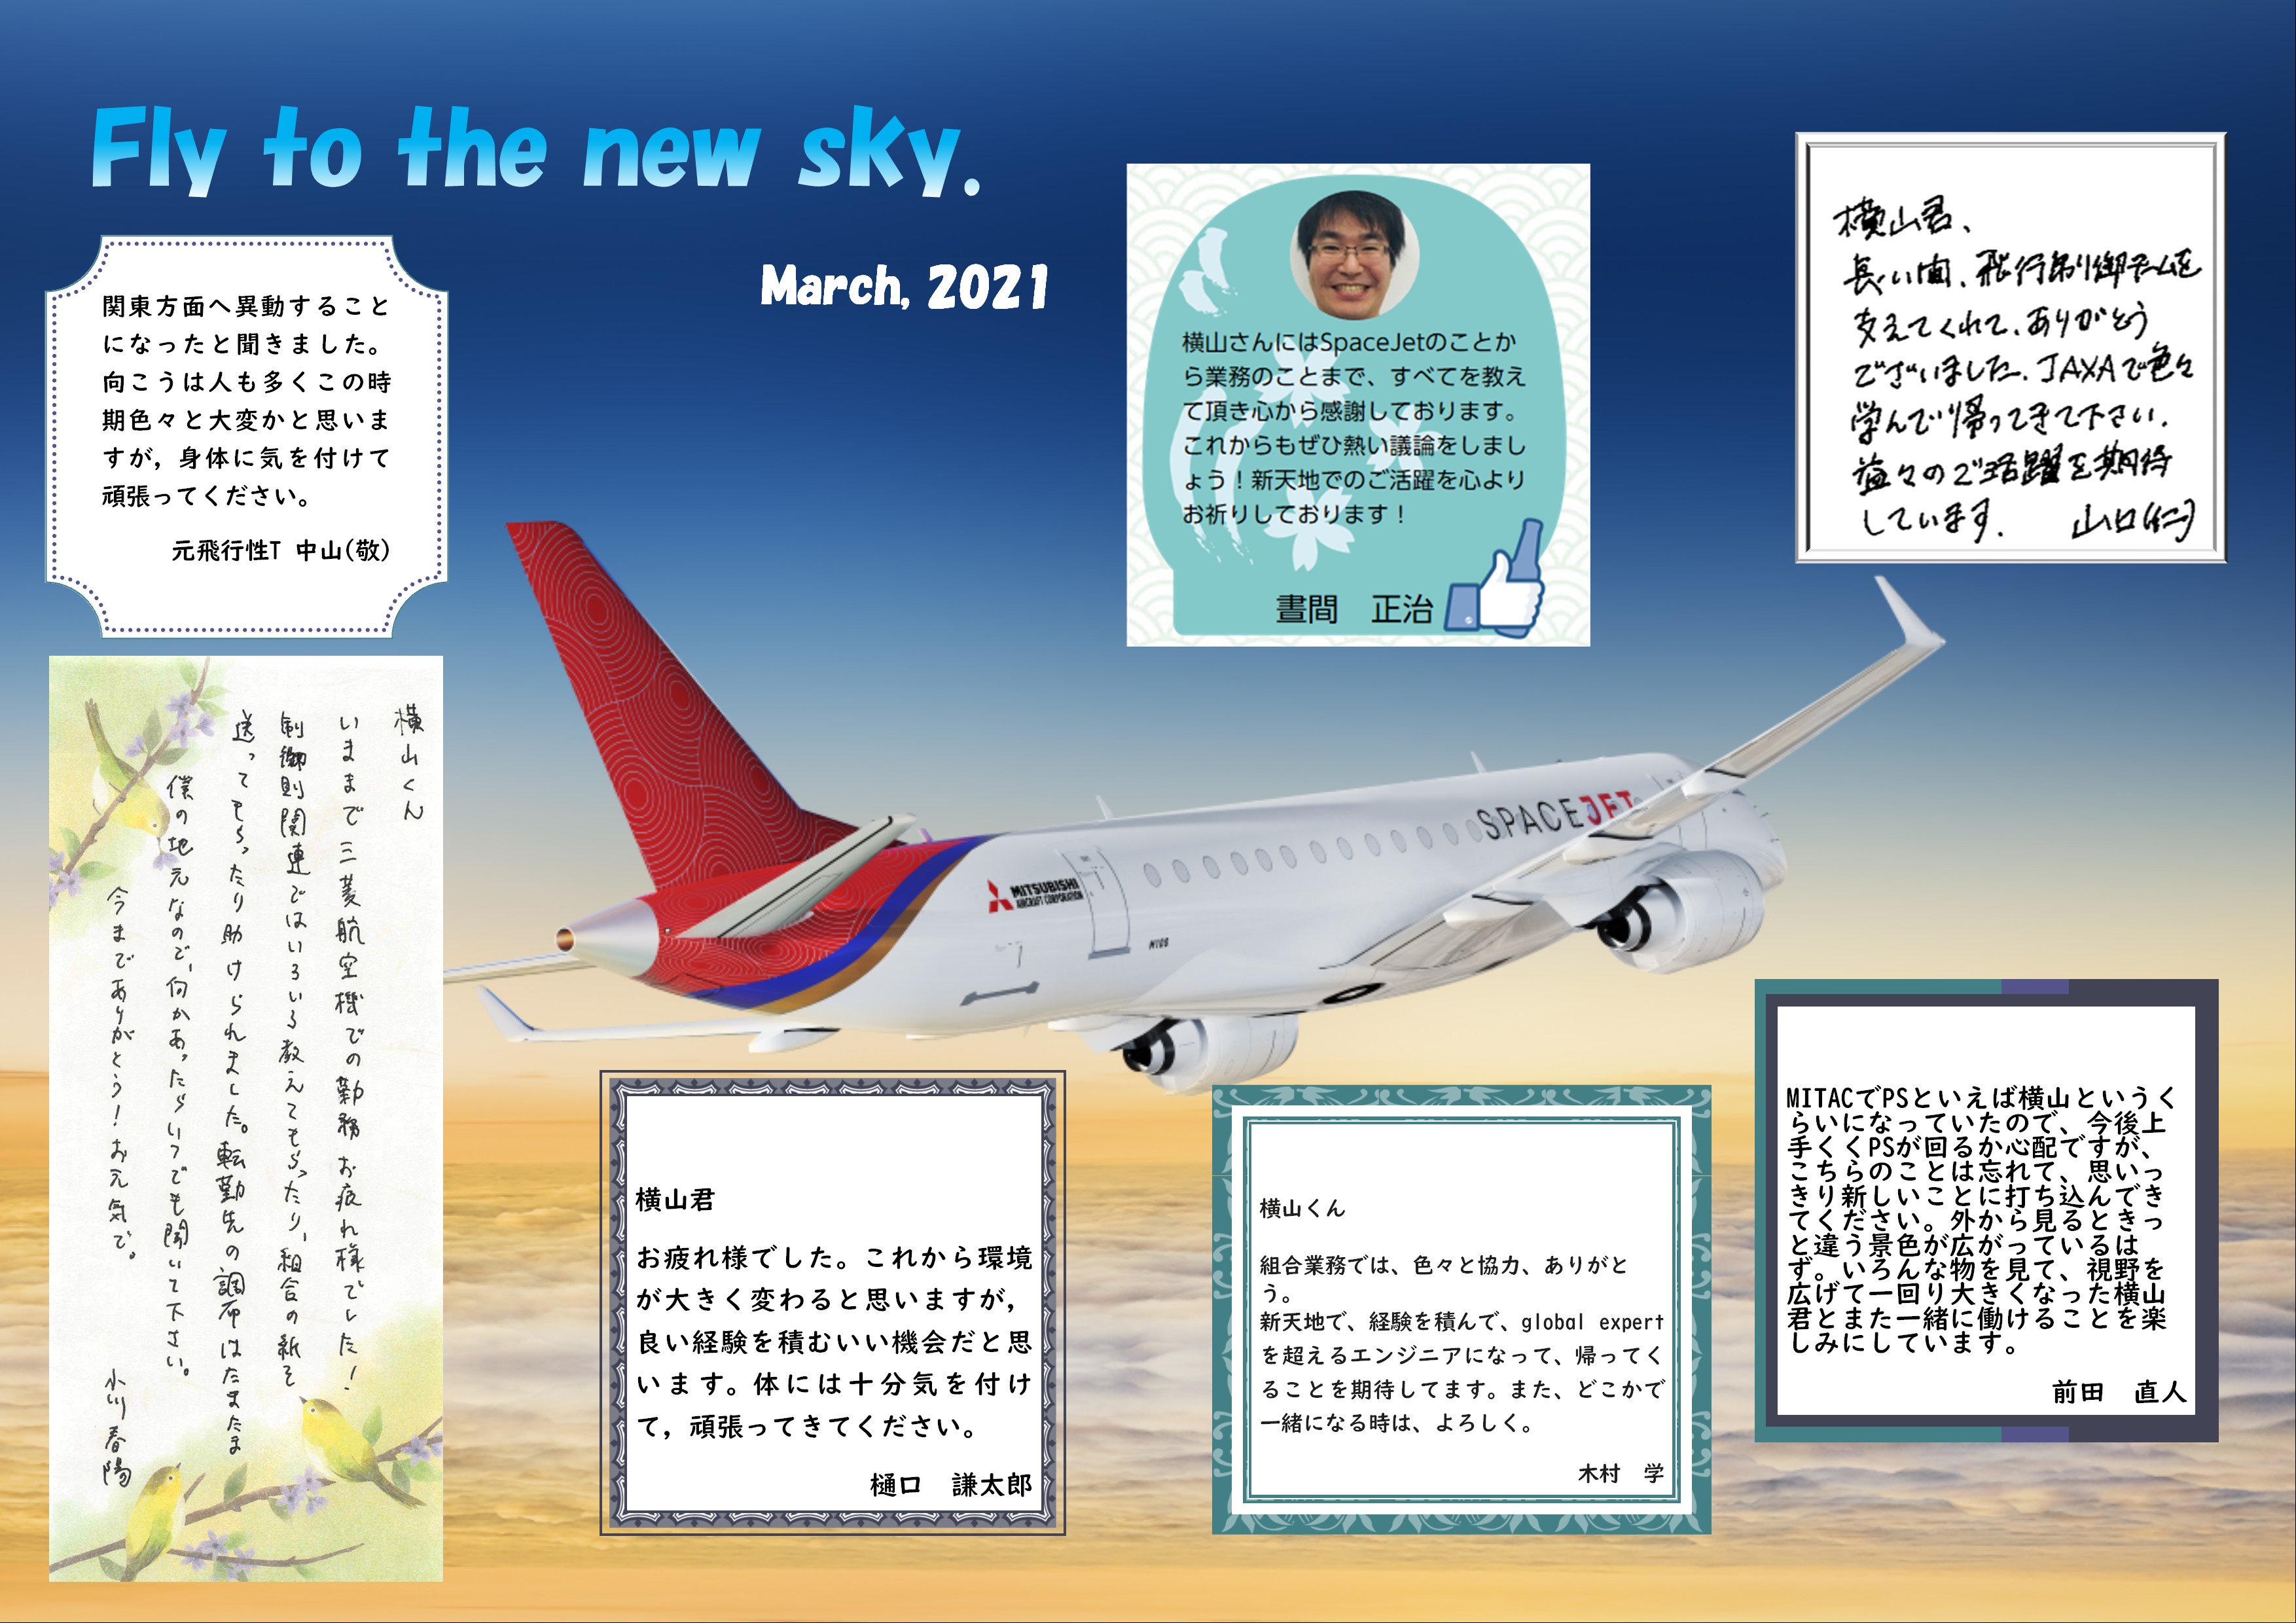 Fly to the new sky.
March, 2021
関東方面へ異動すること
になったと聞きました。
向こうは人も多くこの時
期色々と大変かと思いま
すが，身体に気を付けて
頑張ってください。
元飛行性T 中山(敬)
横山さんにはSpaceJetのことか
ら業務のことまで、すべてを教え
て頂き心から感謝しております。
これからもぜひ熱い議論をしまし
ょう！新天地でのご活躍を心より
お祈りしております！
晝間　正治
横山君、
長い間、飛行制御チームを
支えてくれて、ありがとう
ございました。JAXAで色々
学んで帰ってきて下さい.
益々のご活躍を期待
しています.　山口(仁)
横山くん
いままで三菱航空機での勤務お疲れ様でした！
制御則関連ではいろいろ教えてもらったり、組合の紙を
送ってもらったり助けられました。転勤先の調布はたまたま
僕の地元なので、何かあったらいつでも聞いて下さい。
今までありがとう！お元気で。
小川春陽
SPACEJET
MITSUBISHI
AIRCRAFT CORPORATION
横山君
お疲れ様でした。これから環境
が大きく変わると思いますが，
良い経験を積むいい機会だと思
います。体には十分気を付け
て，頑張ってきてください。
樋口　謙太郎
横山くん
組合業務では、色々と協力、ありがと
う。
新天地で、経験を積んで、global expert
を超えるエンジニアになって、帰ってく
ることを期待してます。また、どこかで
一緒になる時は、よろしく。
木村　学
MITACでPSといえば横山というく
らいになっていたので、今後上
手くくPSが回るか心配ですが、
こちらのことは忘れて、思いっ
きり新しいことに打ち込んでき
てください。外から見るときっ
と違う景色が広がっているは
ず。いろんな物を見て、視野を
広げて一回り大きくなった横山
君とまた一緒に働けることを楽
しみにしています。
前田　直人